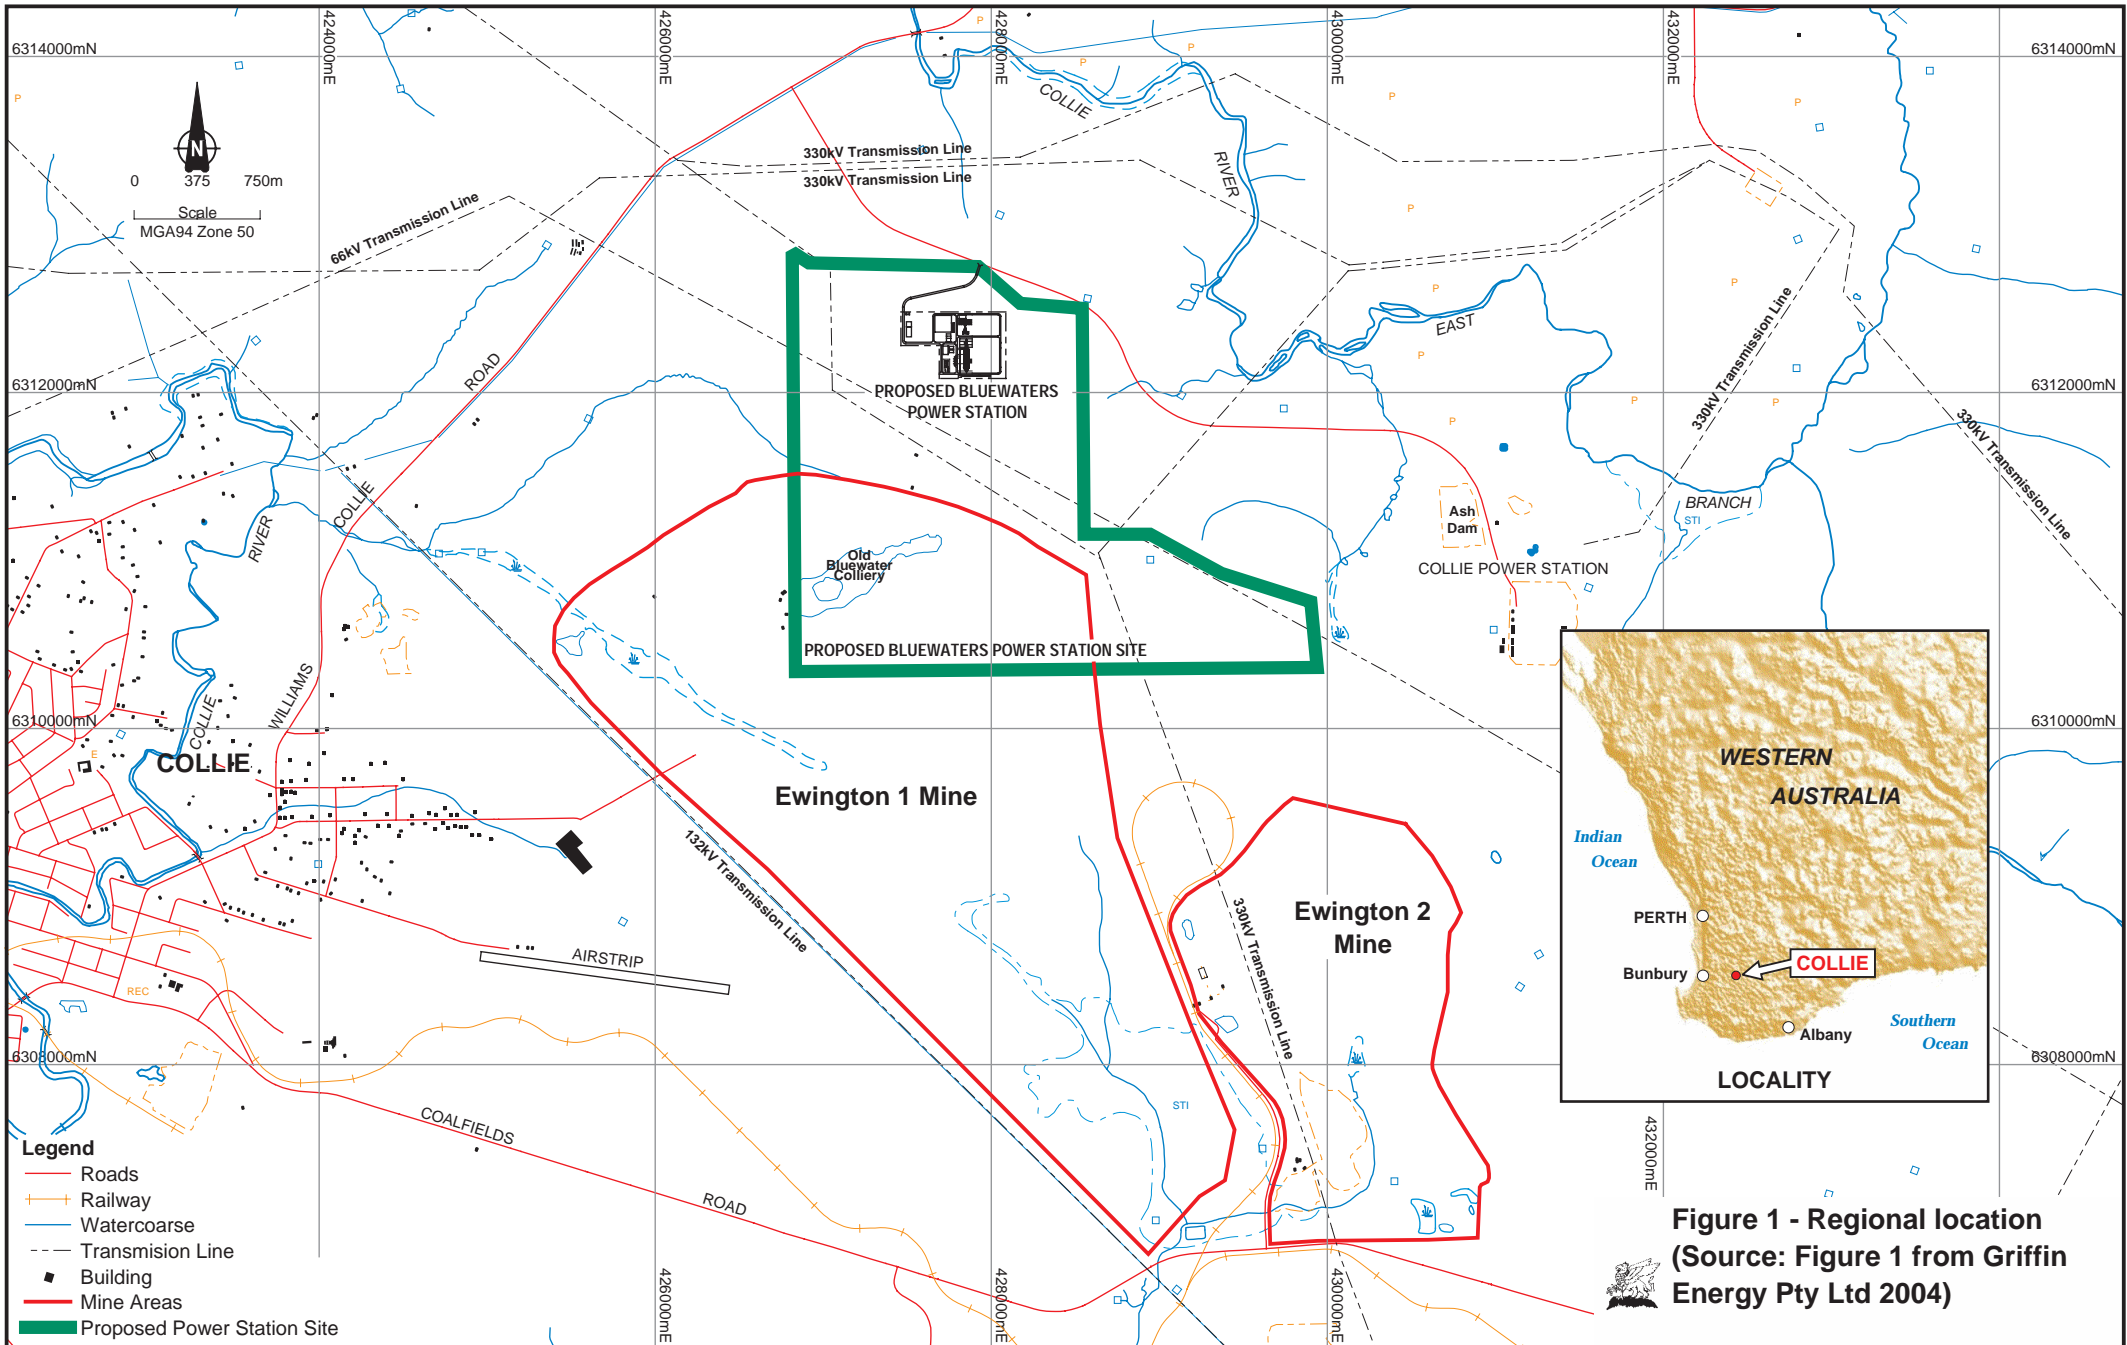 424000mE
426000mE
428000mE
430000mE
432000mE
6314000mN
6314000mN
P
P
P
P
P
P
N
0 375 750m
Scale
MGA94 Zone 50
COLLIE
RIVER
330kV Transmission Line
330kV Transmission Line
66kV Transmission Line
P
P
P
EAST
P
330kV Transmission Line
ROAD
6312000mN
6312000mN
PROPOSED BLUEWATERS
POWER STATION
P
P
P
330kV Transmission Line
COLLIE
RIVER
BRANCH
STI
Ash
Dam
COLLIE POWER STATION
Old
Bluewater
Colliery
PROPOSED BLUEWATERS POWER STATION SITE
WILLIAMS
COLLIE
6310000mN
6310000mN
E
COLLIE
Ewington 1 Mine
132kV Transmission Line
Ewington 2
Mine
330kV Transmission Line
AIRSTRIP
REC
6308000mN
6308000mN
STI
COALFIELDS
ROAD
WESTERN
AUSTRALIA
Indian
Ocean
PERTH
Bunbury
COLLIE
Albany
Southern
Ocean
LOCALITY
Legend
Roads
Railway
Watercoarse
Transmision Line
Building
Mine Areas
Proposed Power Station Site
426000mE
428000mE
430000mE
432000mE
Figure 1 - Regional location
(Source: Figure 1 from Griffin
Energy Pty Ltd 2004)